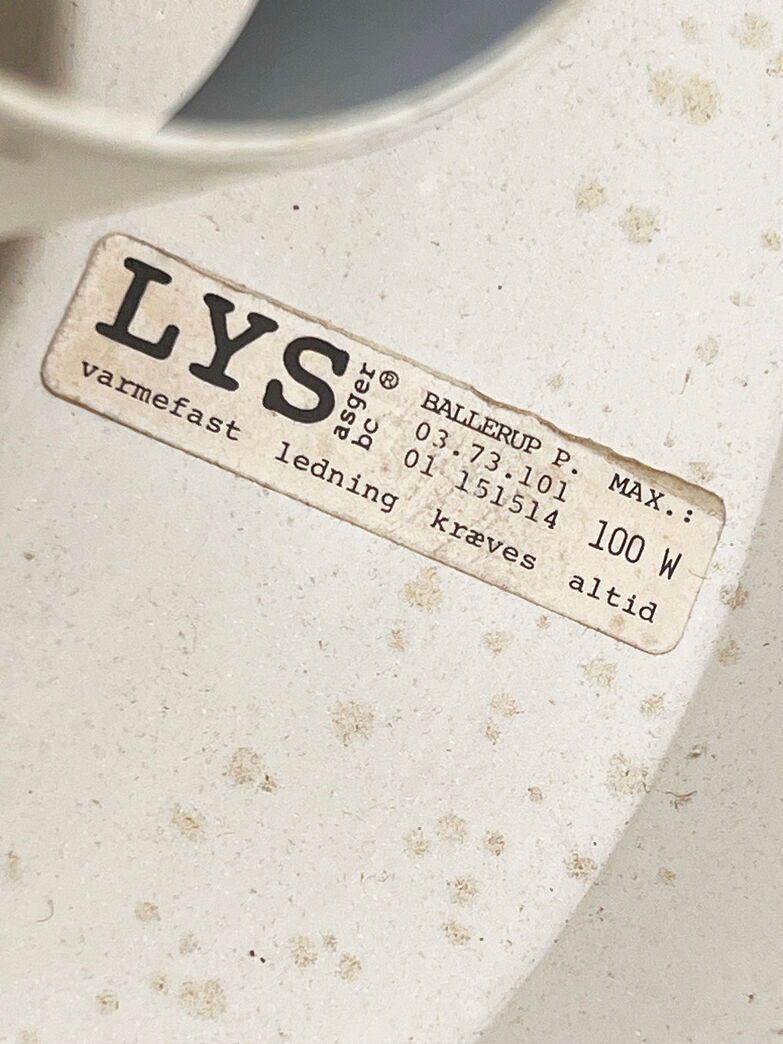 LYS
asger
bc
®
BALLERUP P. MAX.:
03.73.101
01 151514 100 W
varmefast ledning kræves altid